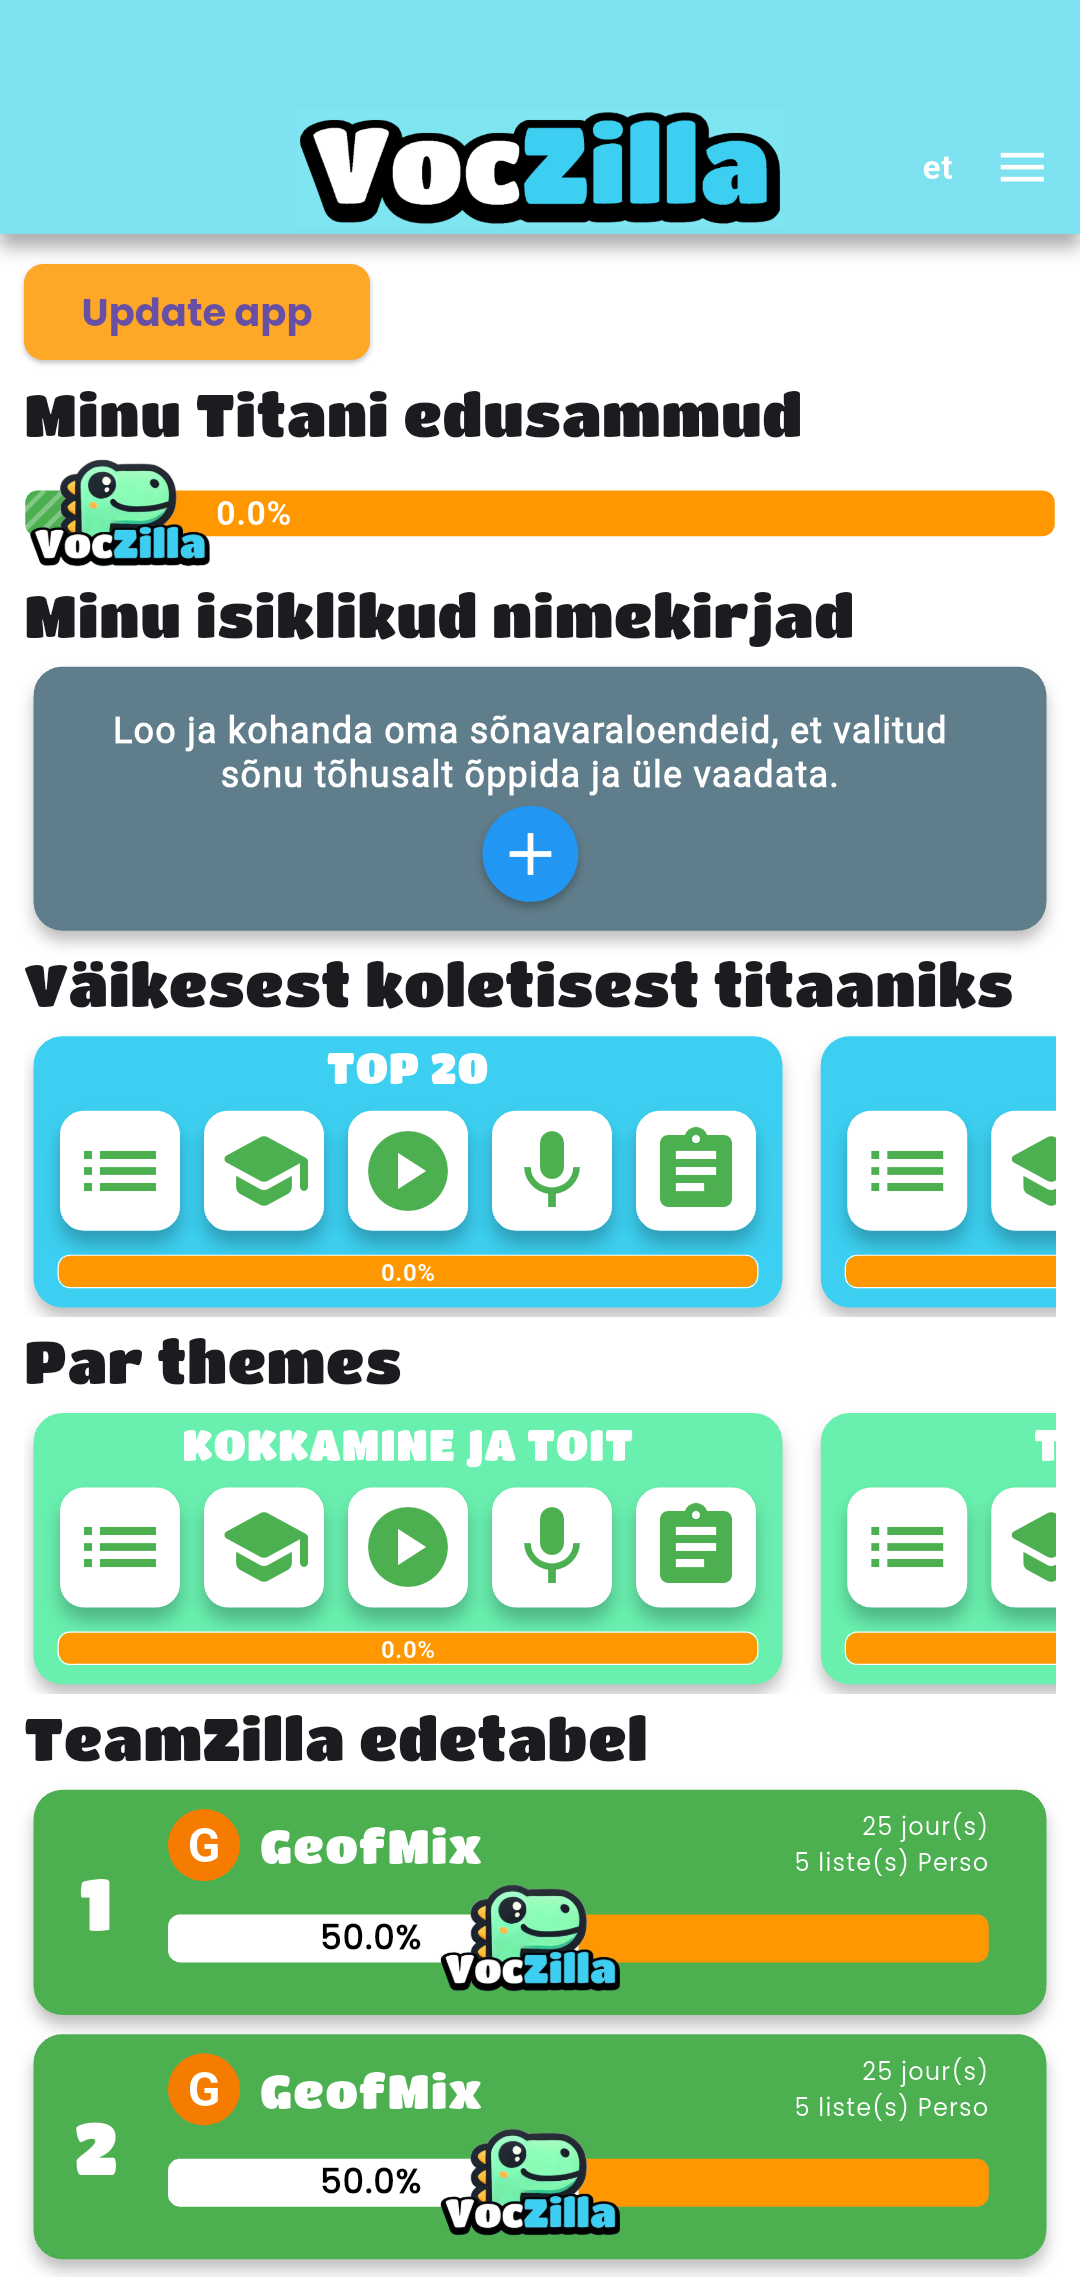 VocZilla
et
Update app
Minu Titani edusammud
0.0%
VocZilla
Minu isiklikud nimekirjad
Loo ja kohanda oma sõnavaraloendeid, et valitud
sõnu tõhusalt õppida ja üle vaadata.
Väikesest koletisest titaaniks
TOP 20
0.0%
Par themes
KOKKAMINE JA TOIT
T
0.0%
TeamZilla edetabel
1
G
GeofMix
25 jour(s)
5 liste(s) Perso
50.0%
VocZilla
2
G
GeofMix
25 jour(s)
5 liste(s) Perso
50.0%
VocZilla